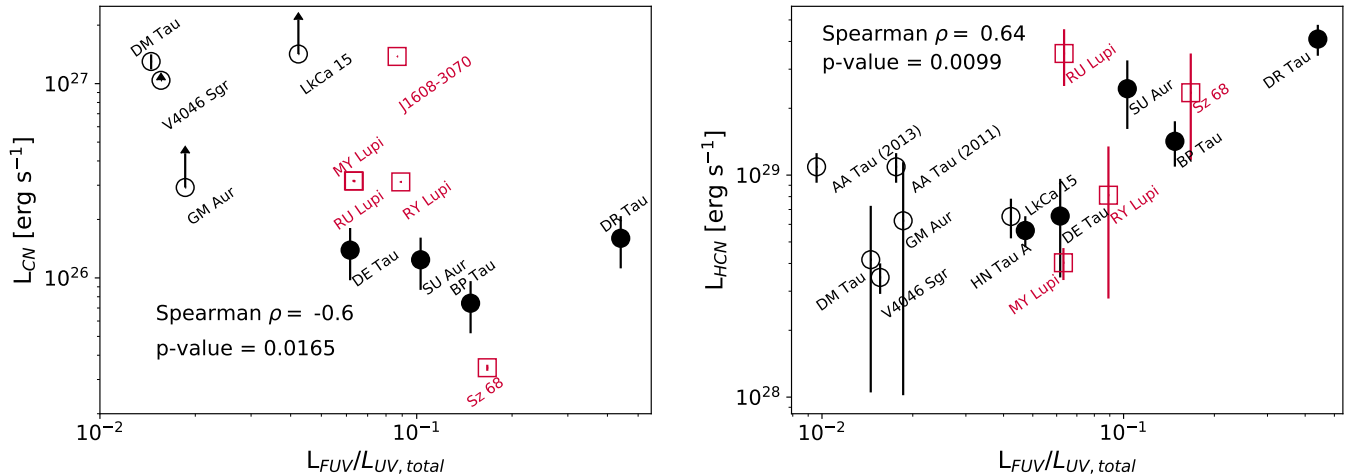 DM Tau
V4046 Sgr
LkCa 15
J1608-3070
GM Aur
MY Lupi
RU Lupi
RY Lupi
DE Tau
SU Aur
BP Tau
DR Tau
Sz 68
Spearman ρ = -0.6
p-value = 0.0165
10^27
10^26
L_CN [erg s^−1]
10^−2
10^−1
L_FUV/L_UV,total
Spearman ρ = 0.64
p-value = 0.0099
RU Lupi
SU Aur
Sz 68
DR Tau
BP Tau
AA Tau (2013)
AA Tau (2011)
LkCa 15
GM Aur
DE Tau
RY Lupi
HN Tau A
DM Tau
V4046 Sgr
MY Lupi
10^29
10^28
L_HCN [erg s^−1]
10^−2
10^−1
L_FUV/L_UV,total